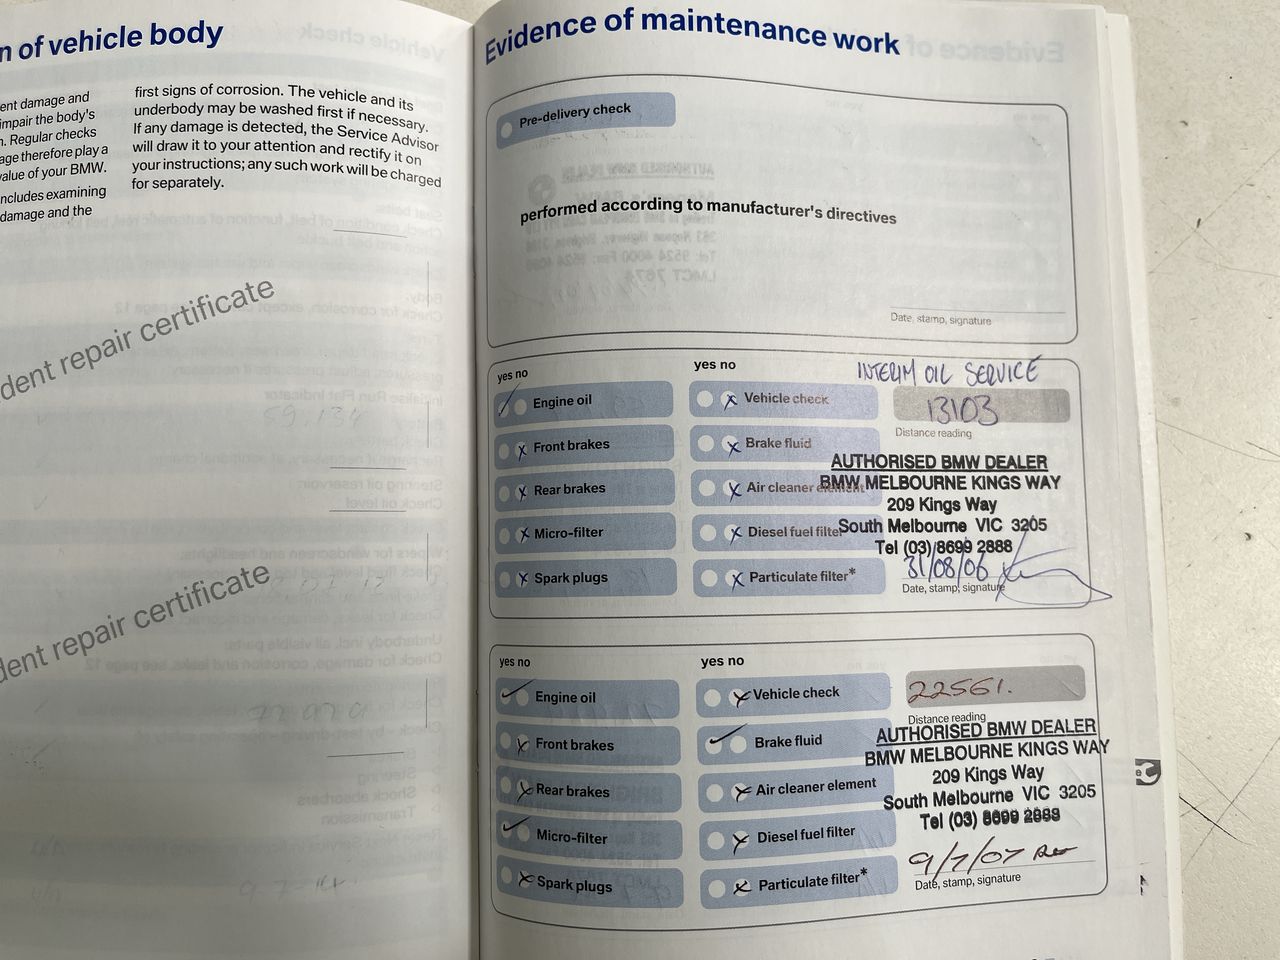 n of vehicle body
ent damage and
impair the body's
n. Regular checks
age therefore play a
value of your BMW.
ncludes examining
damage and the
first signs of corrosion. The vehicle and its
underbody may be washed first if necessary.
If any damage is detected, the Service Advisor
will draw it to your attention and rectify it on
your instructions; any such work will be charged
for separately.
dent repair certificate
dent repair certificate
Evidence of maintenance work
Pre-delivery check
performed according to manufacturer's directives
Date, stamp, signature
yes no
Engine oil
Front brakes
Rear brakes
Micro-filter
Spark plugs
yes no
Vehicle check
Brake fluid
Air cleaner element
Diesel fuel filter
Particulate filter*
INTERIM OIL SERVICE
13103
Distance reading
AUTHORISED BMW DEALER
BMW MELBOURNE KINGS WAY
209 Kings Way
South Melbourne VIC 3205
Tel (03) 8699 2888
31/08/06
Date, stamp, signature
yes no
Engine oil
Front brakes
Rear brakes
Micro-filter
Spark plugs
yes no
Vehicle check
Brake fluid
Air cleaner element
Diesel fuel filter
Particulate filter*
22561.
Distance reading
AUTHORISED BMW DEALER
BMW MELBOURNE KINGS WAY
209 Kings Way
South Melbourne VIC 3205
Tel (03) 8699 2888
9/7/07
Date, stamp, signature